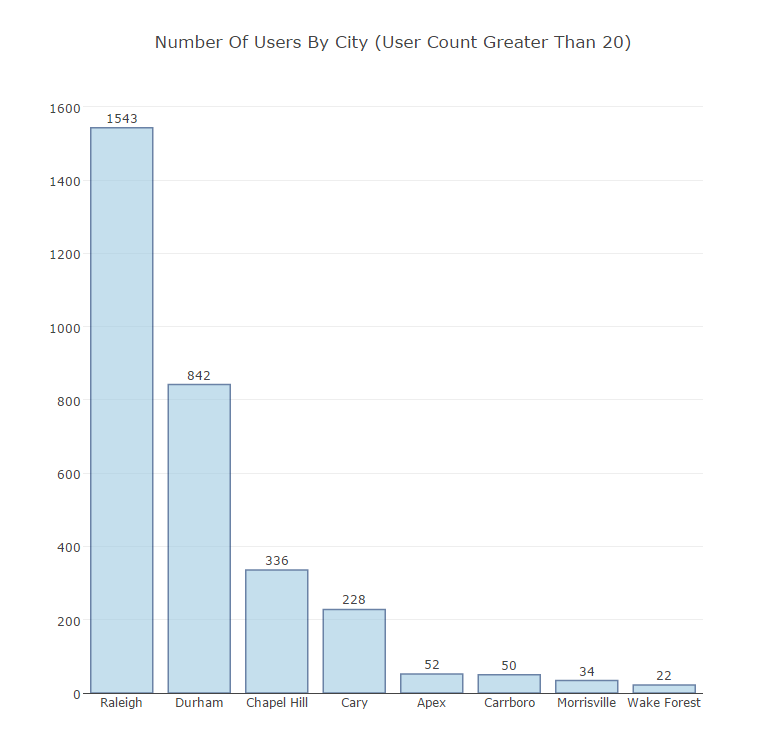 Number Of Users By City (User Count Greater Than 20)
1600
1400
1200
1000
800
600
400
200
0
1543
842
336
228
52
50
34
22
Raleigh
Durham
Chapel Hill
Cary
Apex
Carrboro
Morrisville
Wake Forest